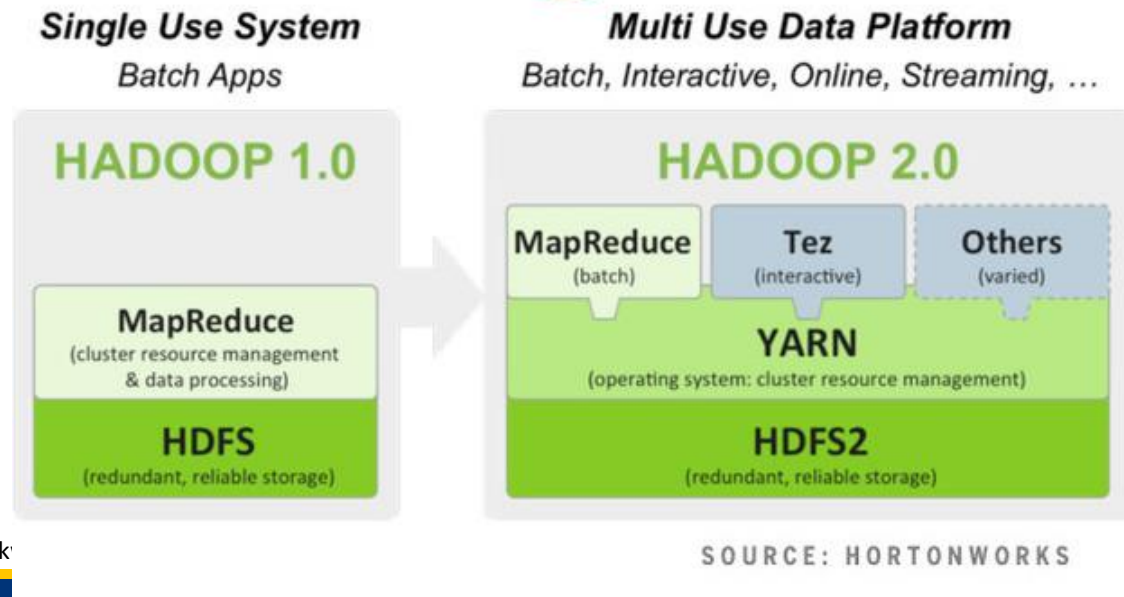 Single Use System
Batch Apps
HADOOP 1.0
MapReduce
(cluster resource management
& data processing)
HDFS
(redundant, reliable storage)
Multi Use Data Platform
Batch, Interactive, Online, Streaming, …
HADOOP 2.0
MapReduce
(batch)
Tez
(interactive)
Others
(varied)
YARN
(operating system: cluster resource management)
HDFS2
(redundant, reliable storage)
SOURCE: HORTONWORKS